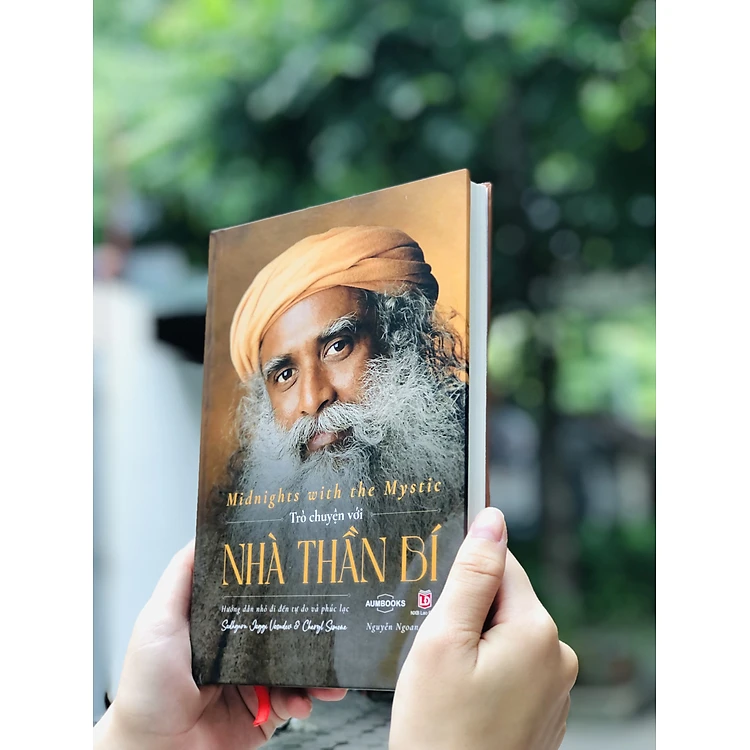 Midnights with the Mystic
Trò chuyện với
NHÀ THẦN BÍ
Hướng dẫn nhỏ đi đến tự do và phúc lạc
Sadhguru Jaggi Vasudev & Cheryl Simone
AUMBOOKS
Nguyên Ngoan